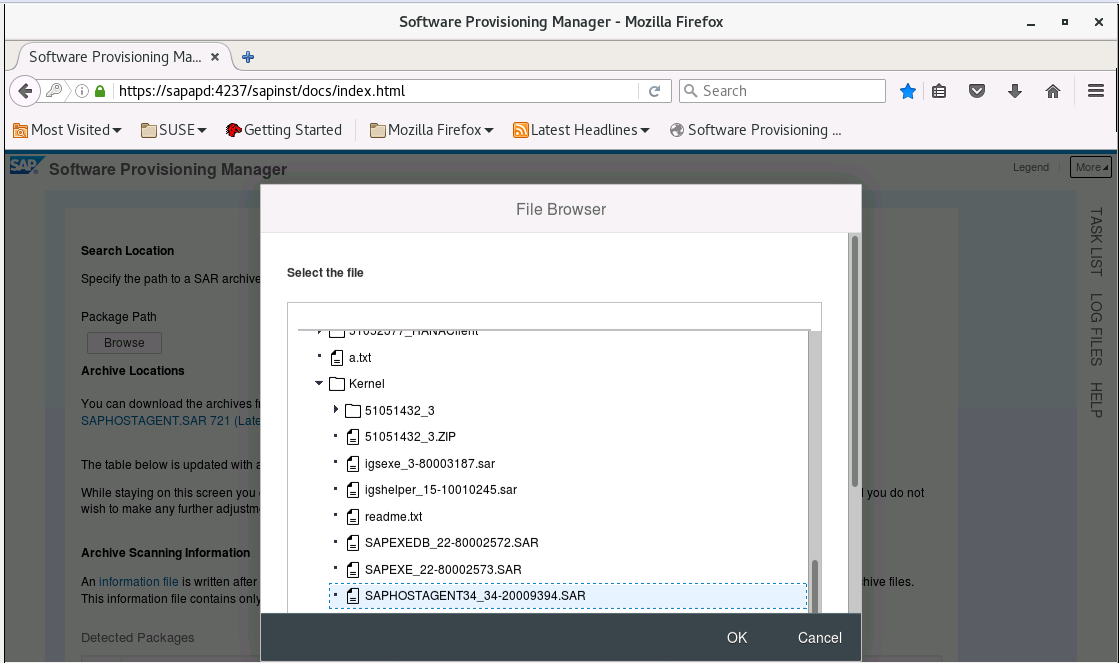 Software Provisioning Manager - Mozilla Firefox
Software Provisioning Ma...
https://sapapd:4237/sapinst/docs/index.html
Search
Most Visited
SUSE
Getting Started
Mozilla Firefox
Latest Headlines
Software Provisioning ...
SAP
Software Provisioning Manager
Legend
More
TASK LIST
LOG FILES
HELP
Search Location
Specify the path to a SAR archive
Package Path
Browse
Archive Locations
You can download the archives
SAPHOSTAGENT.SAR 721
The table below is updated with
While staying on this screen you
you do not
wish to make any further
Archive Scanning Information
An information file is written after
files.
This information file contains only
Detected Packages
File Browser
Select the file
a.txt
Kernel
51051432_3
51051432_3.ZIP
igsexe_3-80003187.sar
igshelper_15-10010245.sar
readme.txt
SAPEXEDB_22-80002572.SAR
SAPEXE_22-80002573.SAR
SAPHOSTAGENT34_34-20009394.SAR
OK
Cancel